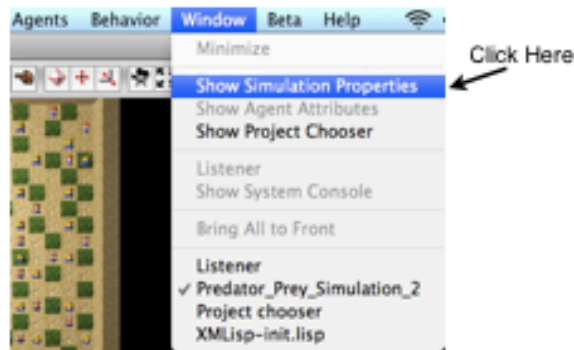 Agents Behavior Window Beta Help
Minimize
Click Here
Show Simulation Properties
Show Agent Attributes
Show Project Chooser
Listener
Show System Console
Bring All to Front
Listener
✓ Predator_Prey_Simulation_2
Project chooser
XMLisp-init.lisp